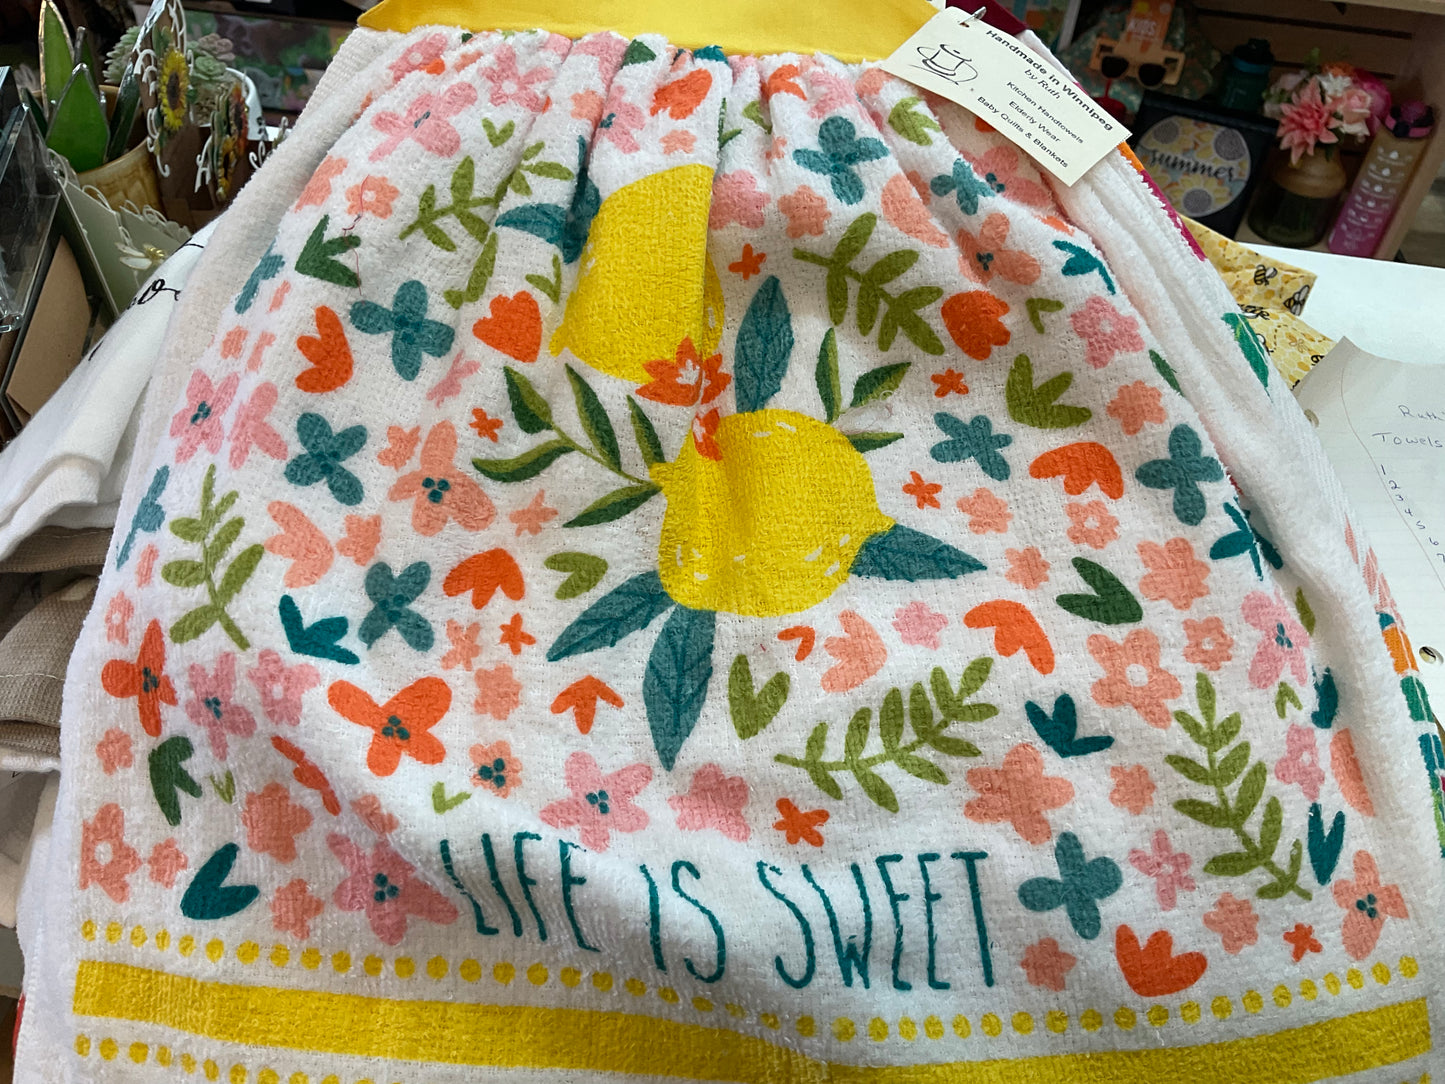 Handmade in Winnipeg
by Ruth
Kitchen Handtowels
Elderly Wear
Baby Quilts & Blankets
summer
Ruth
Towels
1
2
3
4
5
6
7
LIFE IS SWEET